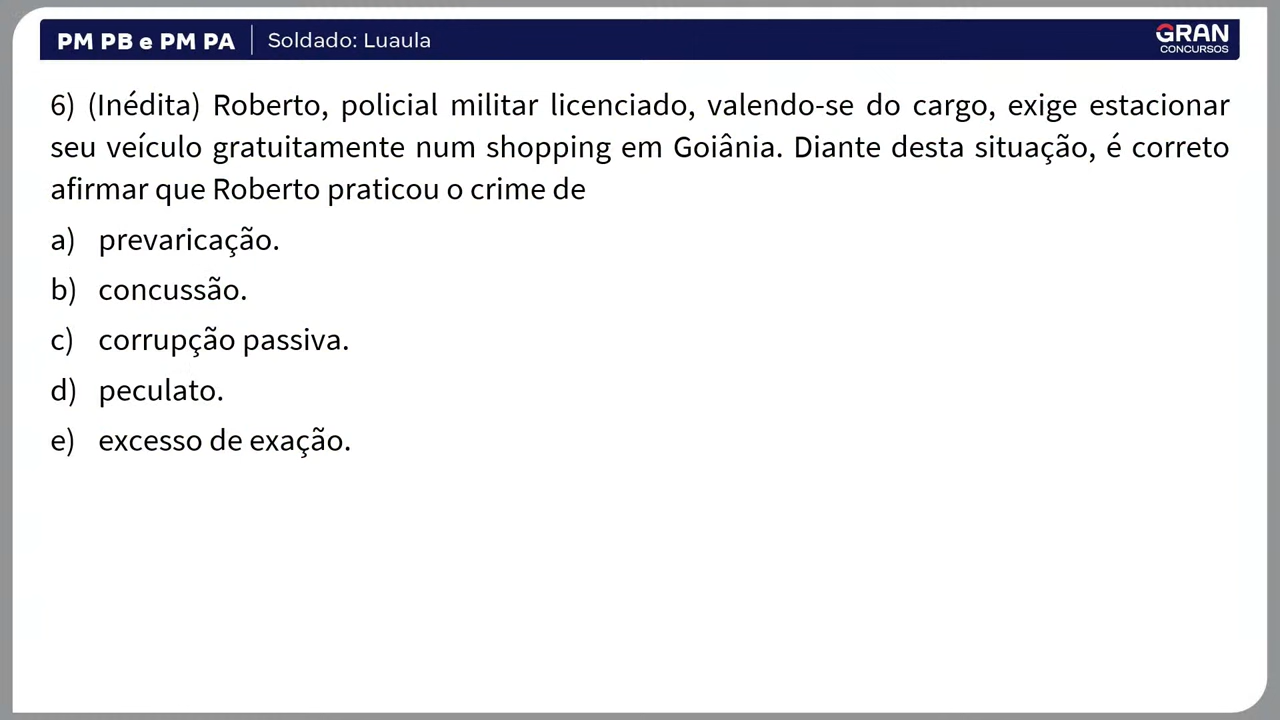 PM PB e PM PA | Soldado: Luaula
GRAN
CONCURSOS
6) (Inédita) Roberto, policial militar licenciado, valendo-se do cargo, exige estacionar
seu veículo gratuitamente num shopping em Goiânia. Diante desta situação, é correto
afirmar que Roberto praticou o crime de
a) prevaricação.
b) concussão.
c) corrupção passiva.
d) peculato.
e) excesso de exação.